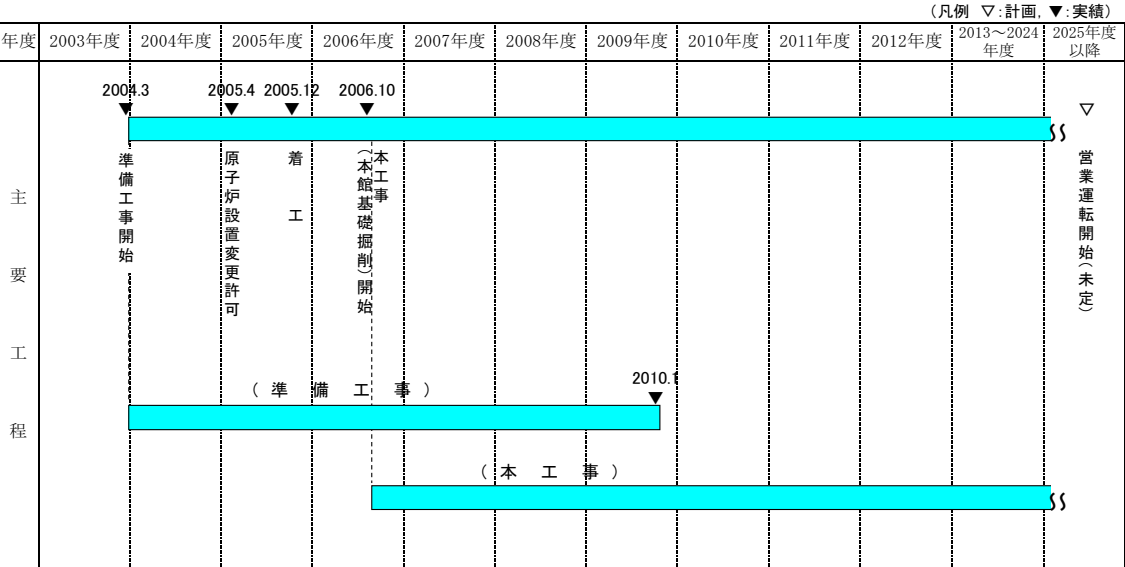 (凡例 ▽:計画, ▼:実績)
年度 2003年度 2004年度 2005年度 2006年度 2007年度 2008年度 2009年度 2010年度 2011年度 2012年度 2013～2024年度 2025年度以降
2004.3 2005.4 2005.12 2006.10
▼ ▼ ▼ ▼ ▽
主要工程
準備工事開始
原子炉設置変更許可
着工
本工事
(本館基礎掘削)開始
営業運転開始(未定)
(準備工事)
2010.1
▼
(本工事)